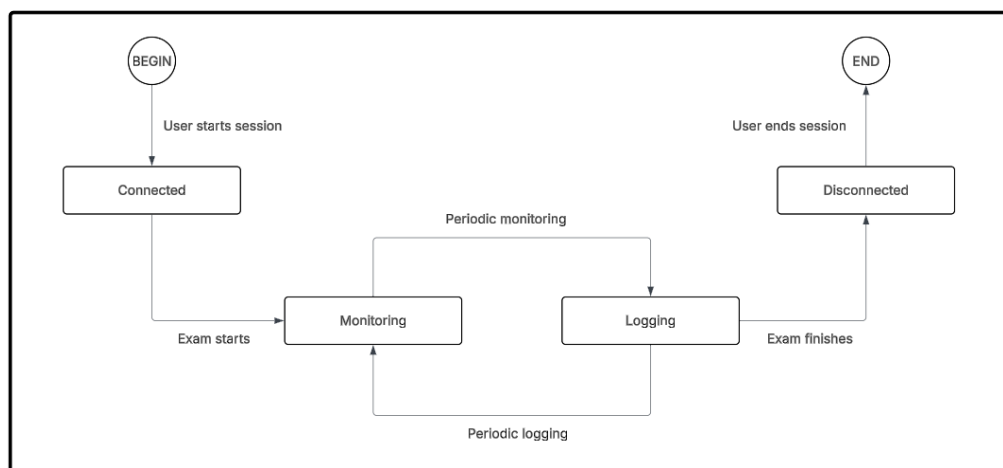 BEGIN
END
User starts session
User ends session
Connected
Disconnected
Periodic monitoring
Monitoring
Logging
Exam starts
Exam finishes
Periodic logging